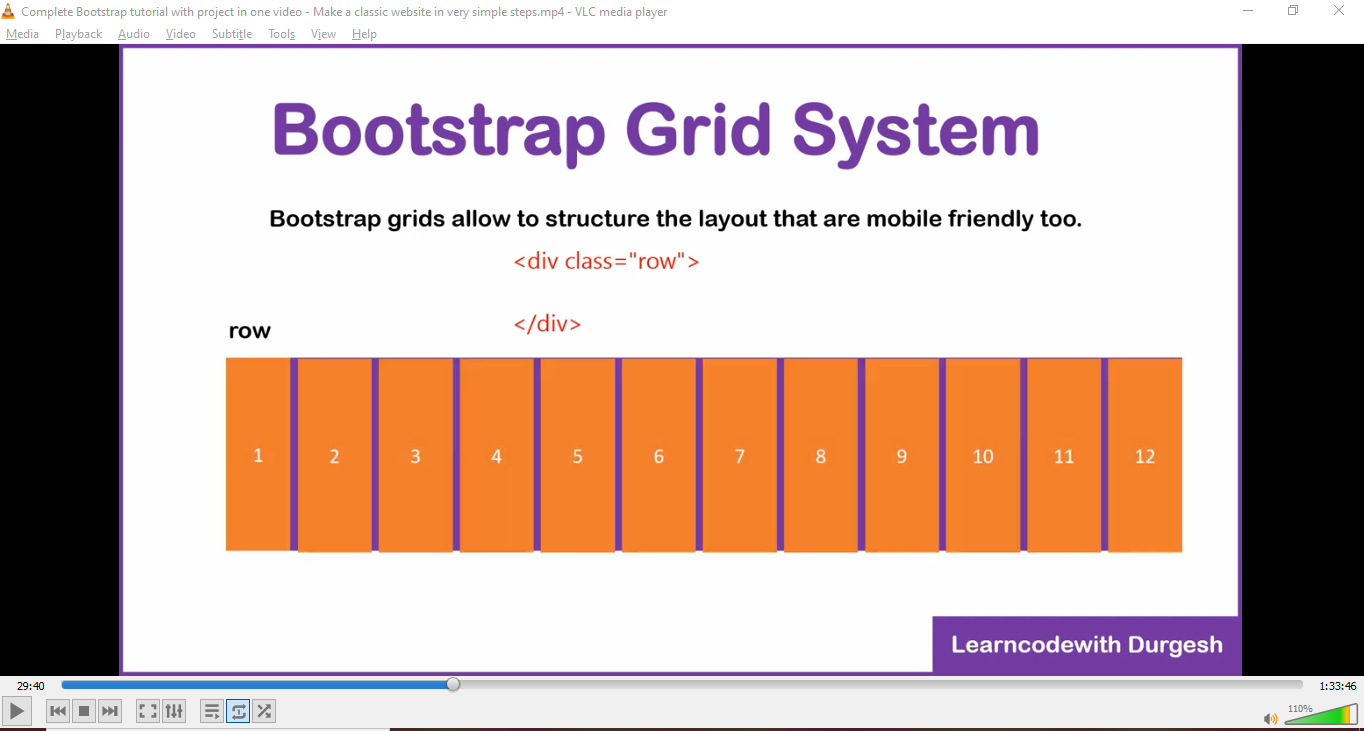 Complete Bootstrap tutorial with project in one video - Make a classic website in very simple steps.mp4 - VLC media player
Media Playback Audio Video Subtitle Tools View Help
Bootstrap Grid System
Bootstrap grids allow to structure the layout that are mobile friendly too.
<div class="row">
</div>
row
1 2 3 4 5 6 7 8 9 10 11 12
Learncodewith Durgesh
29:40 1:33:46
110%